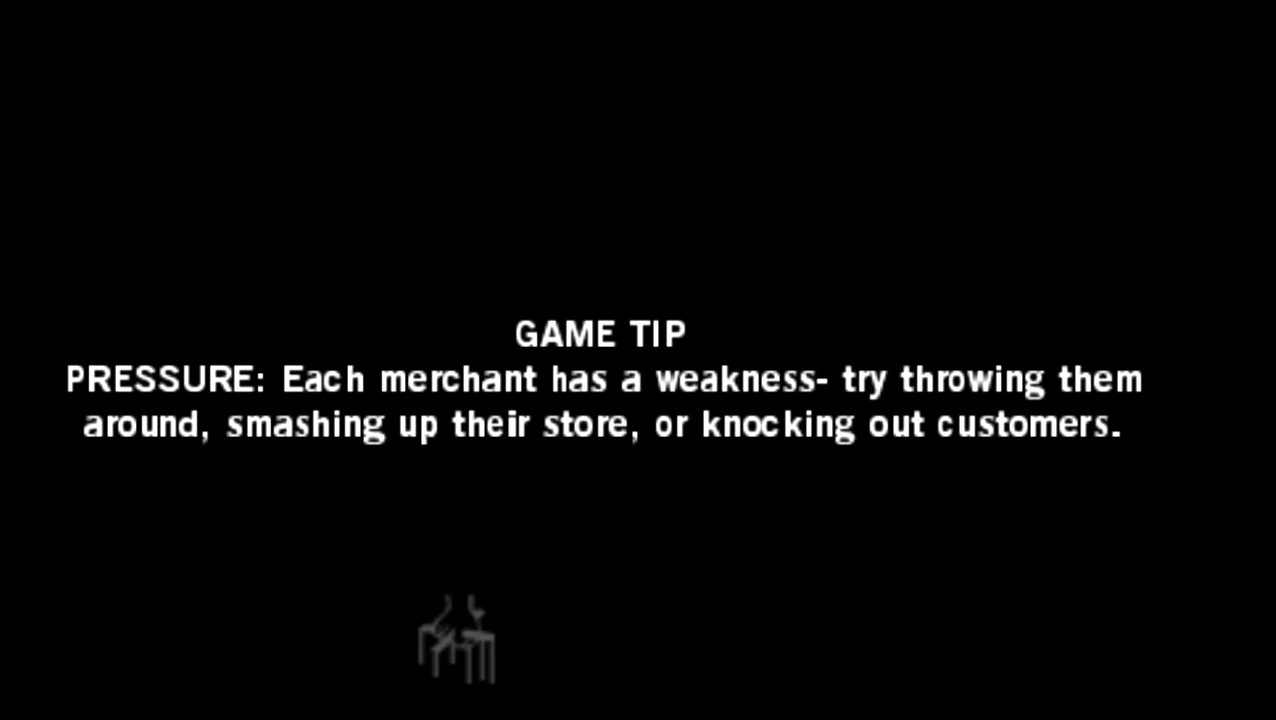 GAME TIP
PRESSURE: Each merchant has a weakness- try throwing them
around, smashing up their store, or knocking out customers.